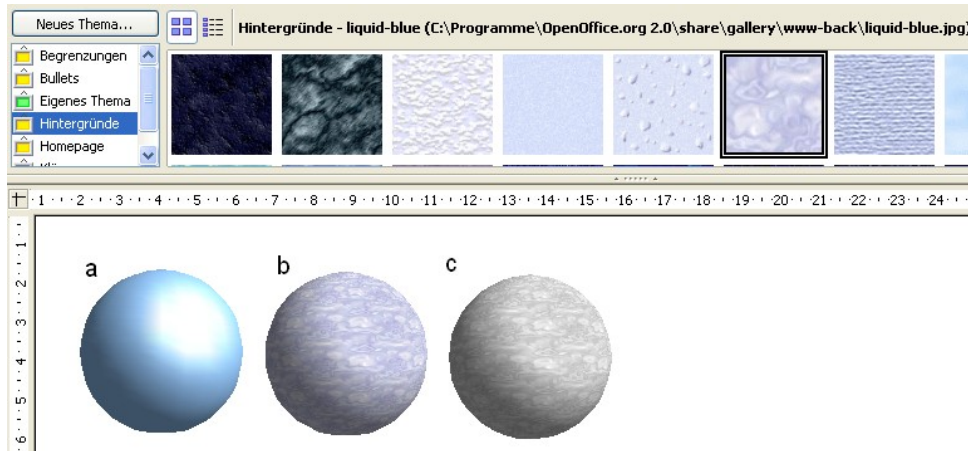 Neues Thema...
Hintergründe - liquid-blue (C:\Programme\OpenOffice.org 2.0\share\gallery\www-back\liquid-blue.jpg)
Begrenzungen
Bullets
Eigenes Thema
Hintergründe
Homepage
1 2 3 4 5 6 7 8 9 10 11 12 13 14 15 16 17 18 19 20 21 22 23 24
1
2
3
4
5
6
a b c